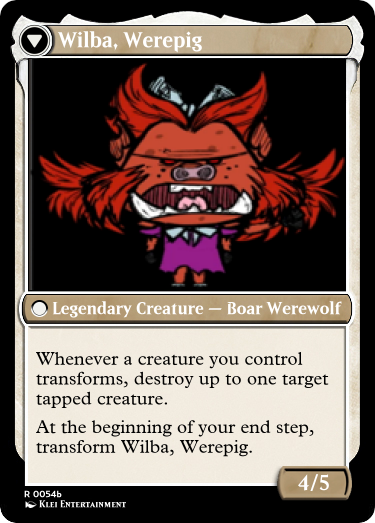 Wilba, Werepig
Legendary Creature — Boar Werewolf
Whenever a creature you control
transforms, destroy up to one target
tapped creature.
At the beginning of your end step,
transform Wilba, Werepig.
4/5
R 0054b
Klei Entertainment